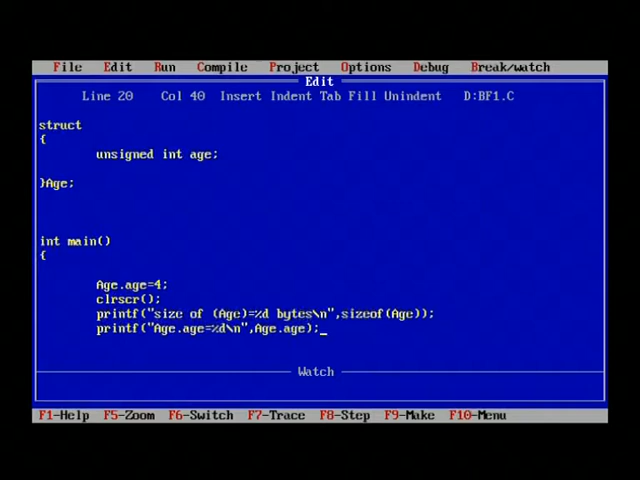 File Edit Run Compile Project Options Debug Break/watch
Edit
Line 20 Col 40 Insert Indent Tab Fill Unindent D:BF1.C
struct
{
unsigned int age;
}Age;
int main()
{
Age.age=4;
clrscr();
printf("size of (Age)=%d bytes\n",sizeof(Age));
printf("Age.age=%d\n",Age.age);_
Watch
F1-Help F5-Zoom F6-Switch F7-Trace F8-Step F9-Make F10-Menu